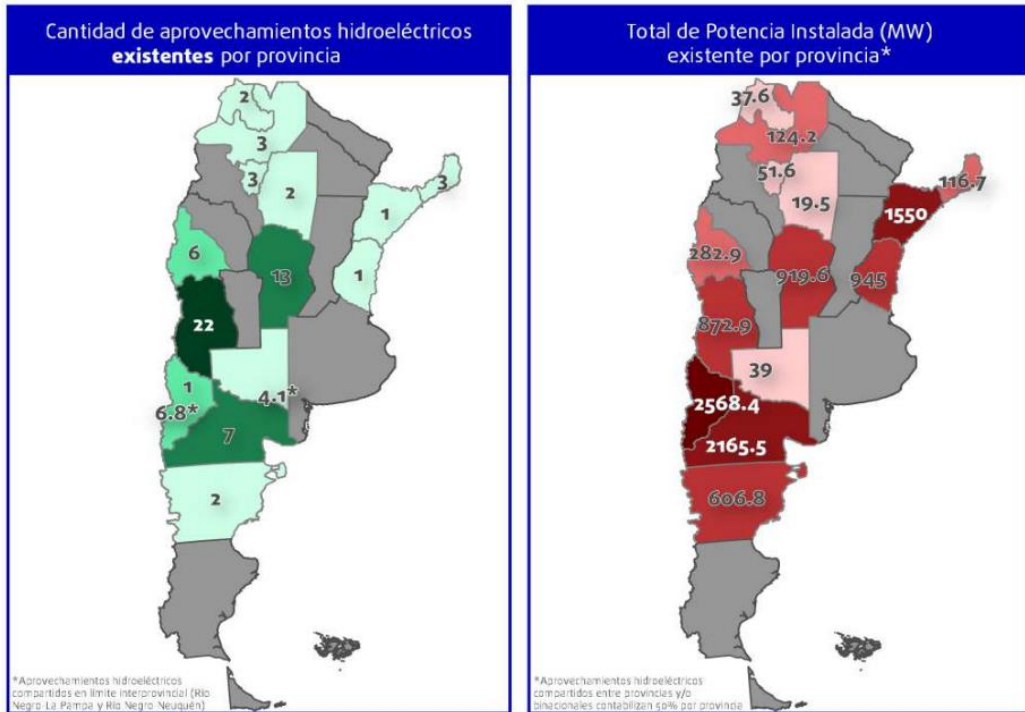 Cantidad de aprovechamientos hidroeléctricos
existentes por provincia
2
3
3
2
3
1
6
1
13
22
1
4.1*
6.8*
7
2
*Aprovechamientos hidroeléctricos
compartidos en límite interprovincial (Río
Negro-La Pampa y Río Negro Neuquén)
Total de Potencia Instalada (MW)
existente por provincia*
37.6
124.2
51.6
19.5
116.7
1550
282.9
919.6
945
872.9
39
2568.4
2165.5
606.8
*Aprovechamientos hidroeléctricos
compartidos entre provincias y/o
binacionales contabilizan 50% por provincia